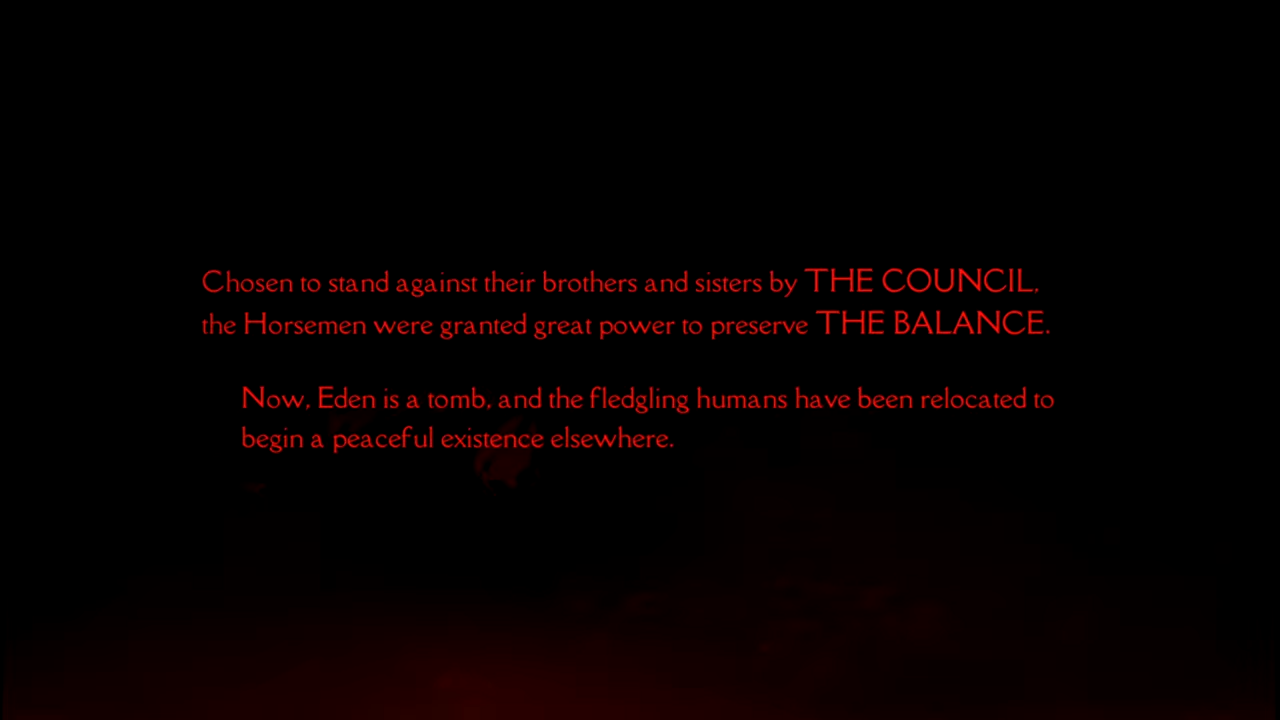 Chosen to stand against their brothers and sisters by THE COUNCIL,
the Horsemen were granted great power to preserve THE BALANCE.
Now, Eden is a tomb, and the fledgling humans have been relocated to
begin a peaceful existence elsewhere.